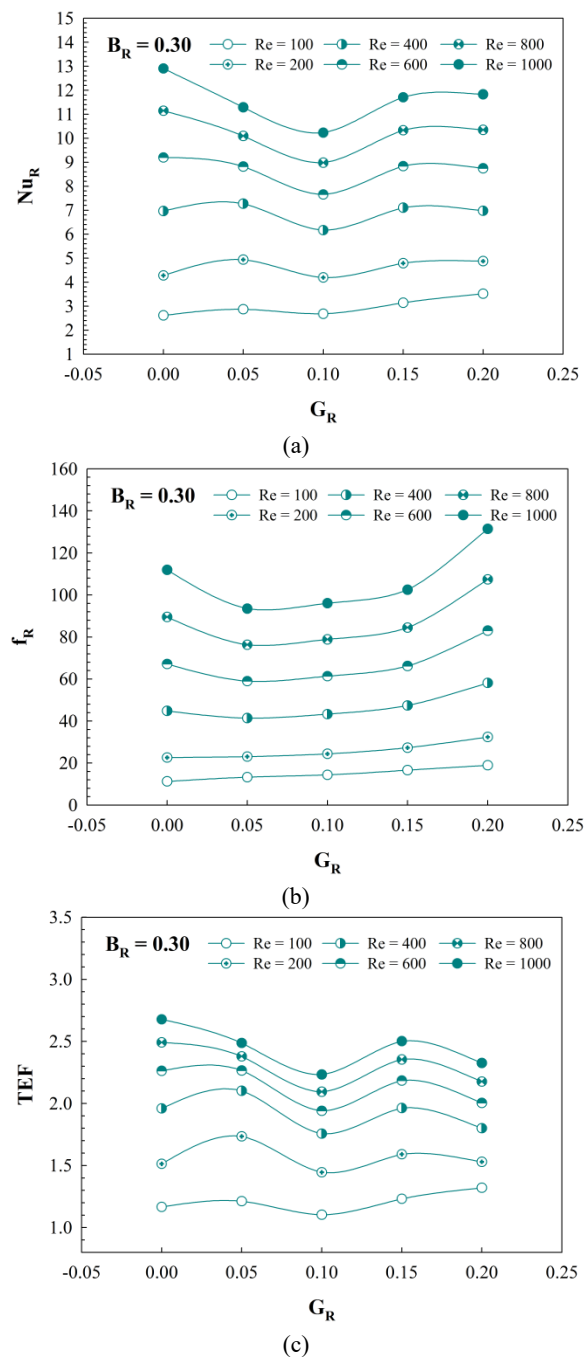 B_R = 0.30
Re = 100 Re = 400 Re = 800
Re = 200 Re = 600 Re = 1000
15
14
13
12
11
10
9
8
7
6
5
4
3
2
1
Nu_R
-0.05 0.00 0.05 0.10 0.15 0.20 0.25
G_R
(a)
B_R = 0.30
Re = 100 Re = 400 Re = 800
Re = 200 Re = 600 Re = 1000
160
140
120
100
80
60
40
20
0
f_R
-0.05 0.00 0.05 0.10 0.15 0.20 0.25
G_R
(b)
B_R = 0.30
Re = 100 Re = 400 Re = 800
Re = 200 Re = 600 Re = 1000
3.5
3.0
2.5
2.0
1.5
1.0
TEF
-0.05 0.00 0.05 0.10 0.15 0.20 0.25
G_R
(c)